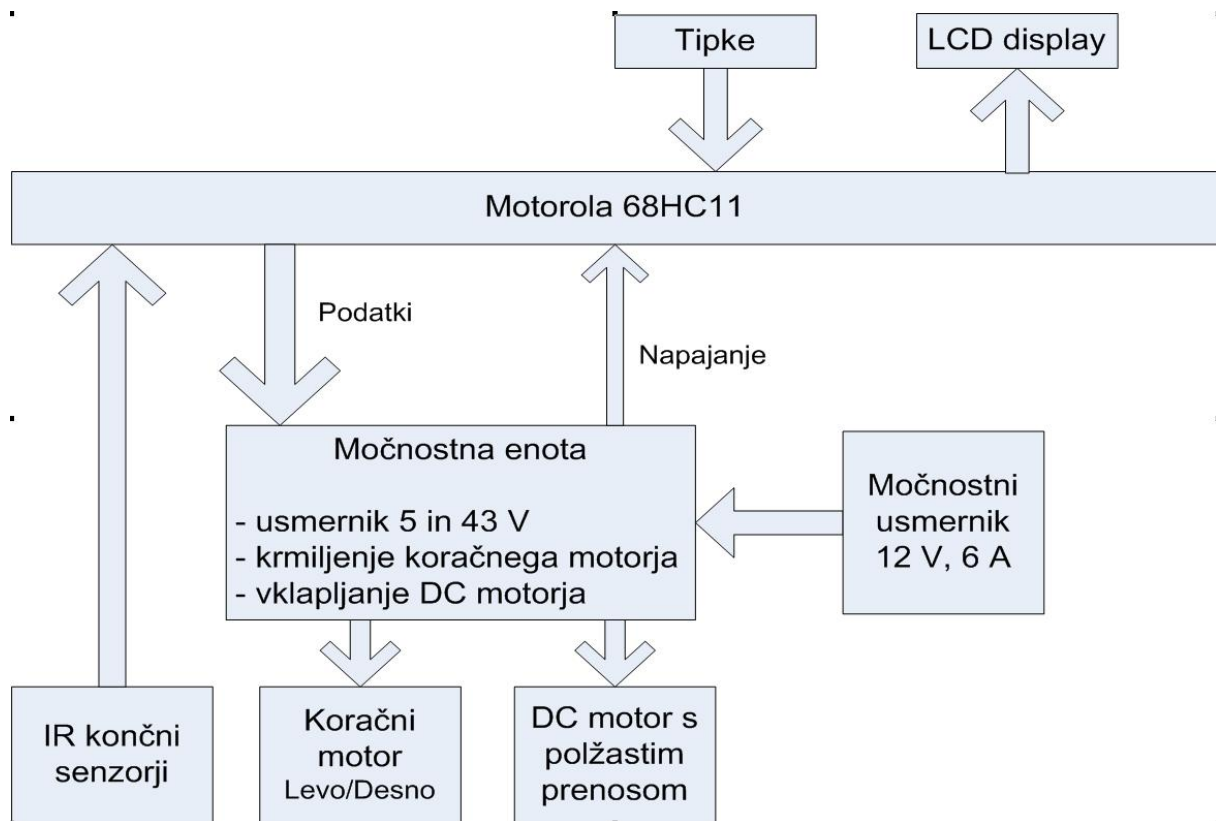 Tipke
LCD display
Motorola 68HC11
Podatki
Napajanje
Močnostna enota
- usmernik 5 in 43 V
- krmiljenje koračnega motorja
- vklapljanje DC motorja
Močnostni
usmernik
12 V, 6 A
IR končni
senzorji
Koračni
motor
Levo/Desno
DC motor s
polžastim
prenosom